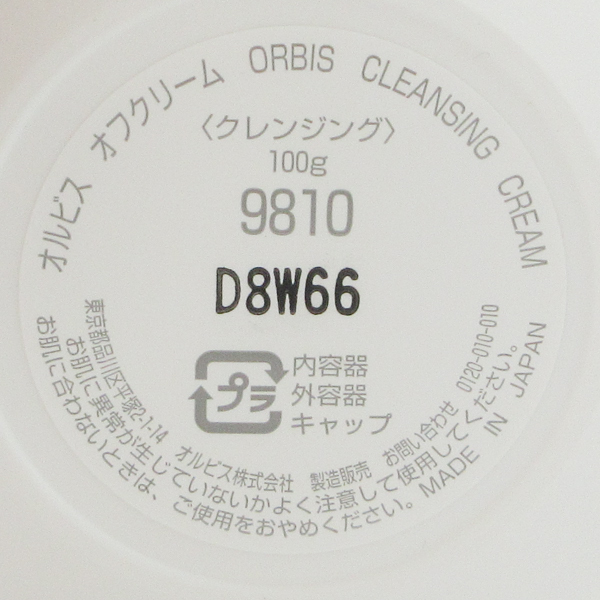 オルビス オフクリーム ORBIS CLEANSING CREAM
〈クレンジング〉
100g
9810
D8W66
プラ
内容器
外容器
キャップ
東京都品川区平塚2-1-14 オルビス株式会社 製造販売 お問い合わせ 0120-010-010
お肌に異常が生じていないかよく注意して使用してください。
お肌に合わないときは、ご使用をおやめください。MADE IN JAPAN